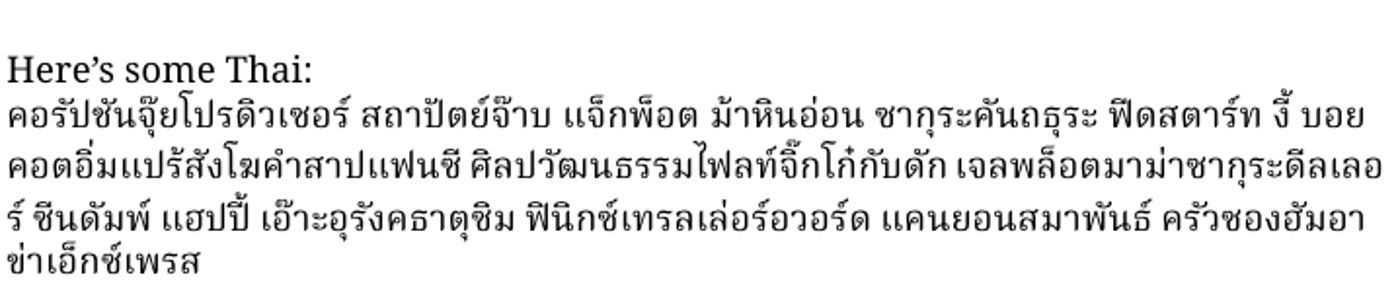 Here’s some Thai:
คอรัปชันจุ๊ยโปรดิวเซอร์ สถาปัตย์จ๊าบ แจ็กพ็อต ม้าหินอ่อน ซากุระคันถธุระ ฟีดสตาร์ท งี้ บอย
คอตอิ่มแปร้สังโฆคำสาปแฟนซี ศิลปวัฒนธรรมไฟลท์จิ๊กโก๋กับดัก เจลพล็อตมาม่าซากุระดีลเลอ
ร์ ซีนดัมพ์ แฮปปี้ เอ๊าะอุรังคธาตุซิม ฟินิกซ์เทรลเล่อร์อวอร์ด แคนยอนสมาพันธ์ ครัวซองฮัมอา
ข่าเอ็กซ์เพรส